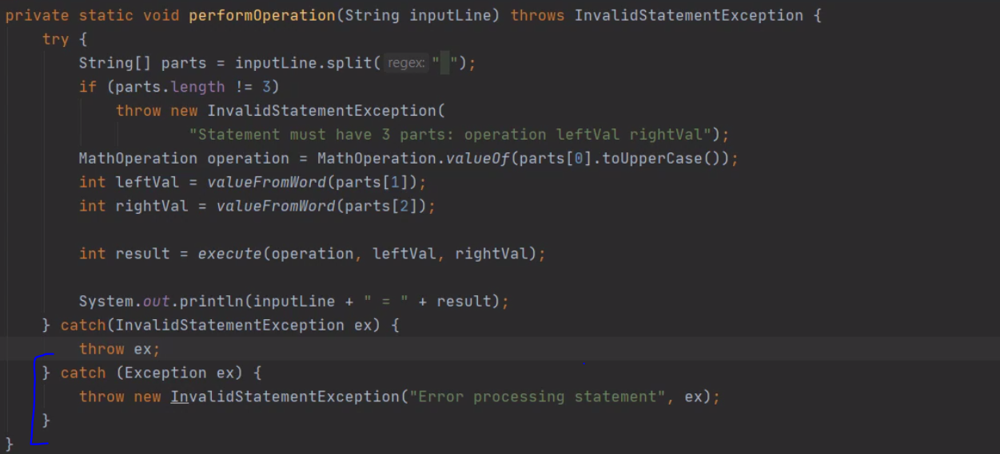 private static void performOperation(String inputLine) throws InvalidStatementException {
    try {
        String[] parts = inputLine.split( regex: " ");
        if (parts.length != 3)
            throw new InvalidStatementException(
                    "Statement must have 3 parts: operation leftVal rightVal");
        MathOperation operation = MathOperation.valueOf(parts[0].toUpperCase());
        int leftVal = valueFromWord(parts[1]);
        int rightVal = valueFromWord(parts[2]);

        int result = execute(operation, leftVal, rightVal);

        System.out.println(inputLine + " = " + result);
    } catch(InvalidStatementException ex) {
        throw ex;
    } catch (Exception ex) {
        throw new InvalidStatementException("Error processing statement", ex);
    }
}